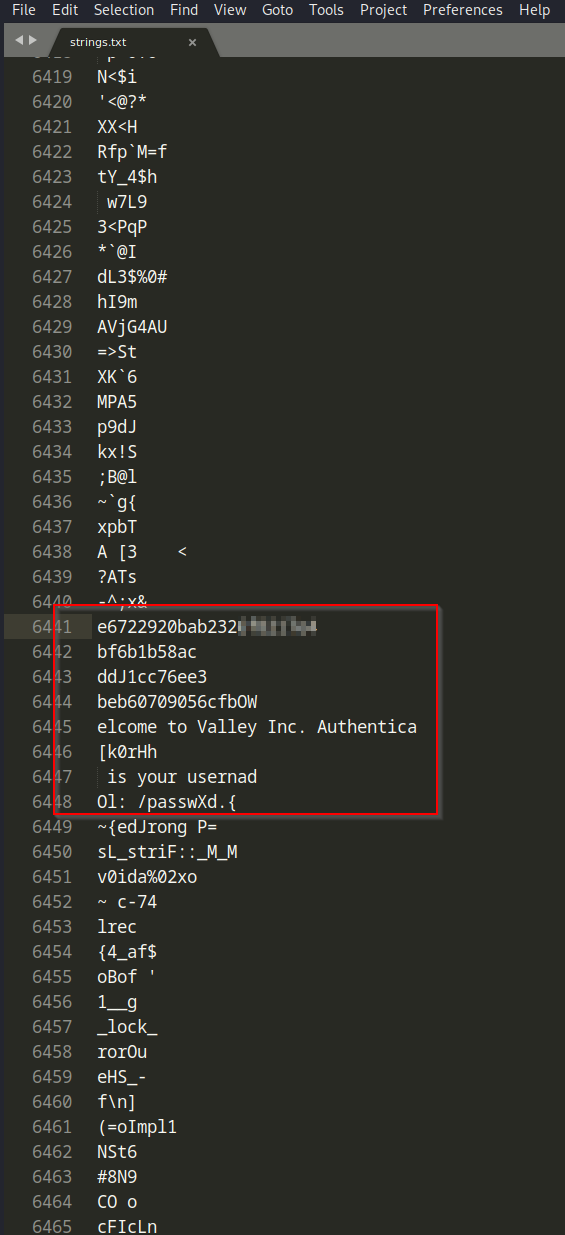 File Edit Selection Find View Goto Tools Project Preferences Help
strings.txt
6419 N<$i
6420 '<@?*
6421 XX<H
6422 Rfp`M=f
6423 tY_4$h
6424 w7L9
6425 3<PqP
6426 *`@I
6427 dL3$%0#
6428 hI9m
6429 AVjG4AU
6430 =>St
6431 XK`6
6432 MPA5
6433 p9dJ
6434 kx!S
6435 ;B@l
6436 ~`g{
6437 xpbT
6438 A [3    <
6439 ?ATs
6440 -^;x&
6441 e6722920bab232
6442 bf6b1b58ac
6443 ddJ1cc76ee3
6444 beb60709056cfbOW
6445 elcome to Valley Inc. Authentica
6446 [k0rHh
6447 is your usernad
6448 Ol: /passwXd.{
6449 ~{edJrong P=
6450 sL_striF::_M_M
6451 v0ida%02xo
6452 ~ c-74
6453 lrec
6454 {4_af$
6455 oBof '
6456 1__g
6457 _lock_
6458 rorOu
6459 eHS_-
6460 f\n]
6461 (=oImpl1
6462 NSt6
6463 #8N9
6464 CO o
6465 cFIcLn